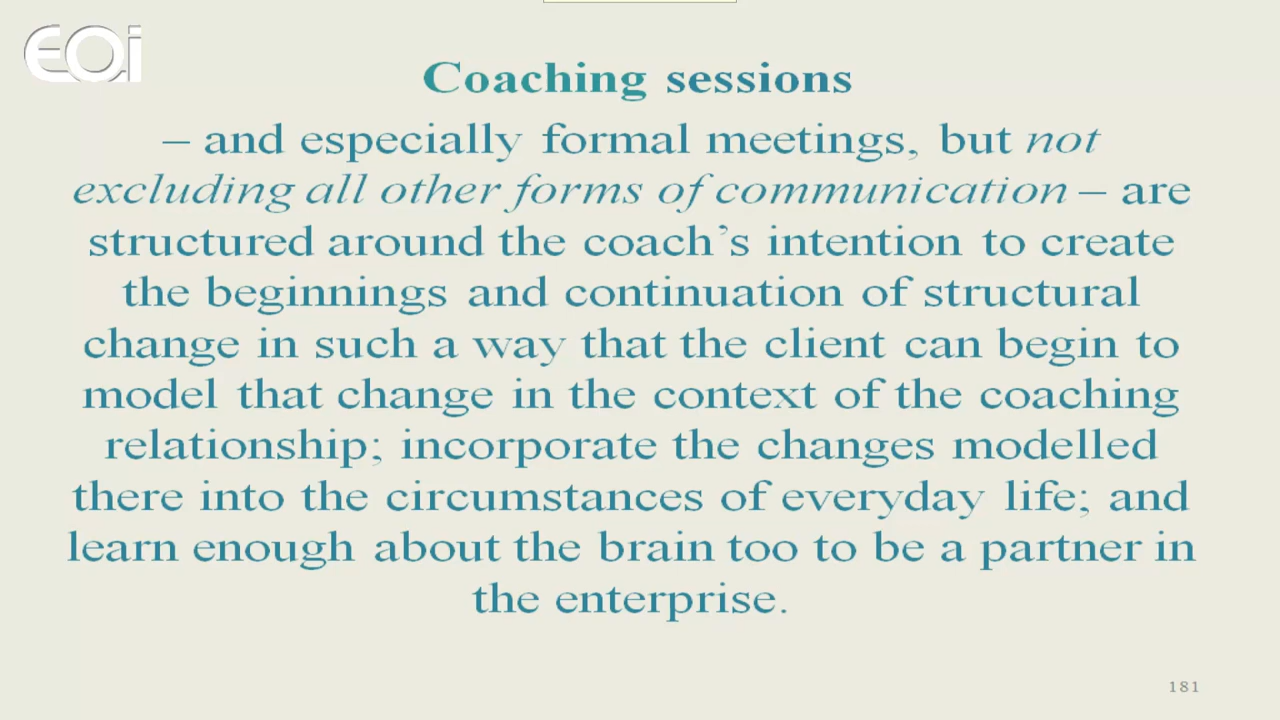 EQi
Coaching sessions
– and especially formal meetings, but not
excluding all other forms of communication – are
structured around the coach’s intention to create
the beginnings and continuation of structural
change in such a way that the client can begin to
model that change in the context of the coaching
relationship; incorporate the changes modelled
there into the circumstances of everyday life; and
learn enough about the brain too to be a partner in
the enterprise.
181